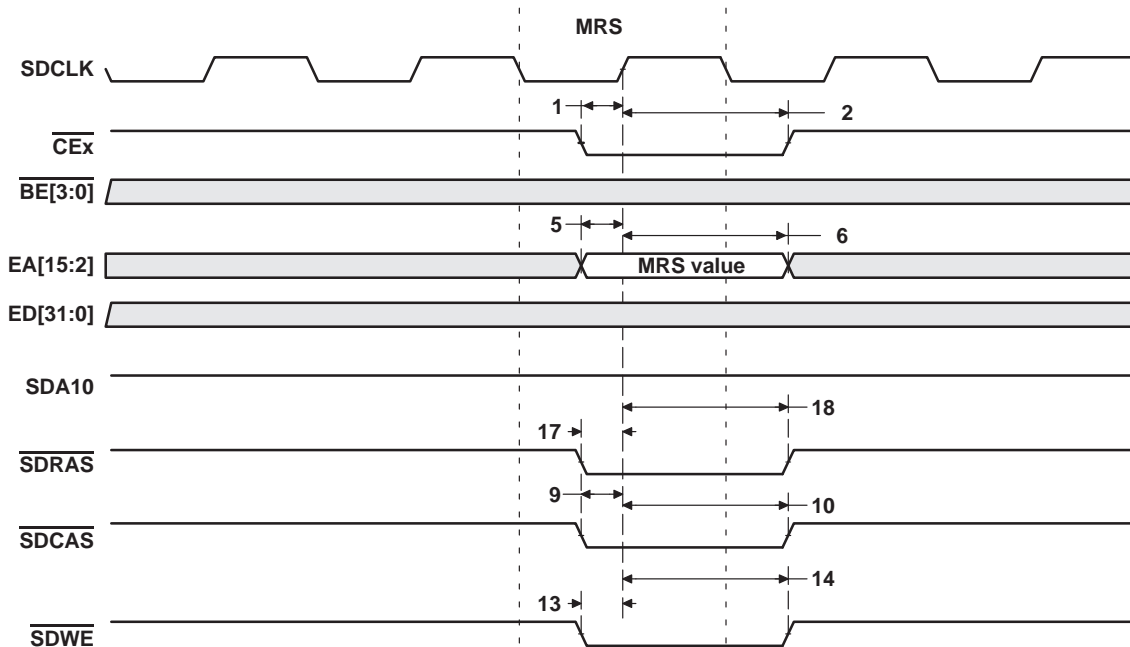 MRS
SDCLK
1
2
CEx
BE[3:0]
5
6
EA[15:2]
MRS value
ED[31:0]
SDA10
18
17
SDRAS
9
10
SDCAS
14
13
SDWE